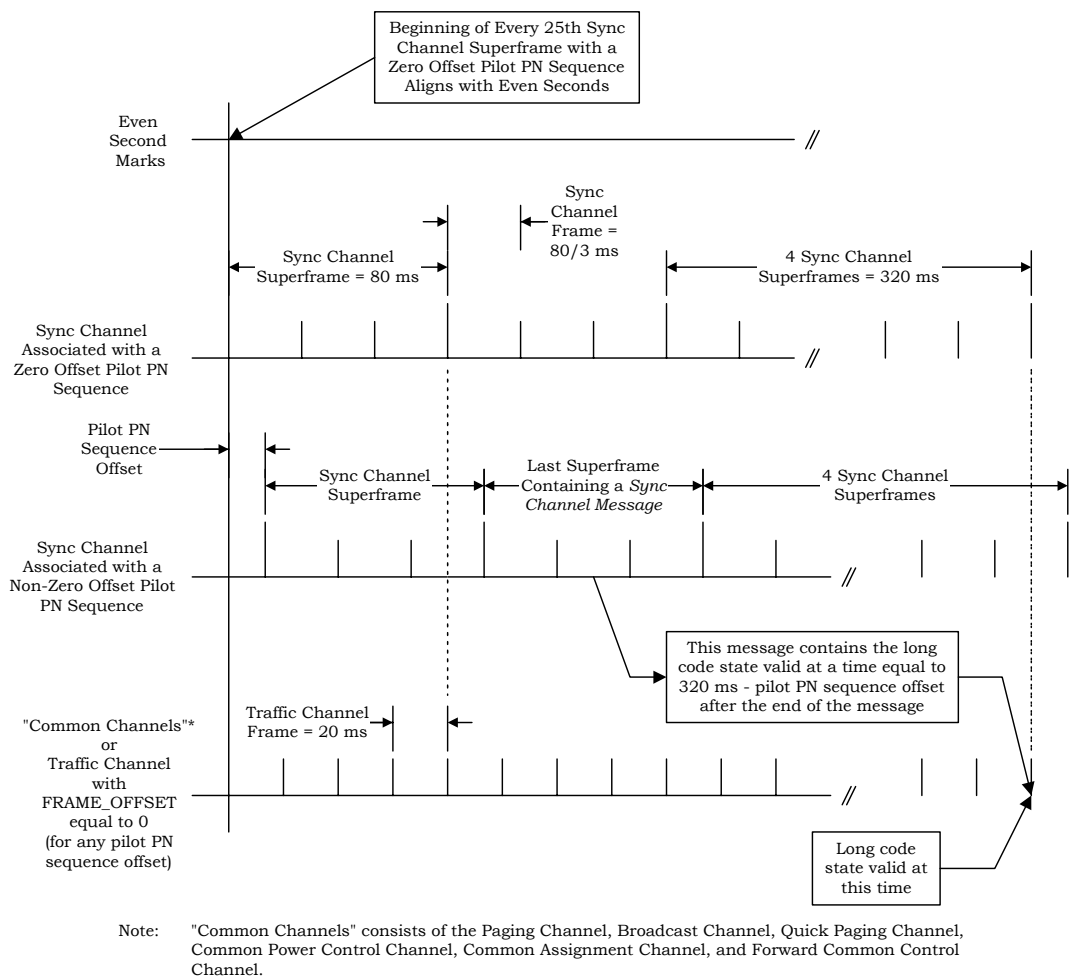 Beginning of Every 25th Sync
Channel Superframe with a
Zero Offset Pilot PN Sequence
Aligns with Even Seconds
Even
Second
Marks
Sync
Channel
Frame =
80/3 ms
Sync Channel
Superframe = 80 ms
4 Sync Channel
Superframes = 320 ms
Sync Channel
Associated with a
Zero Offset Pilot PN
Sequence
Pilot PN
Sequence
Offset
Sync Channel
Superframe
Last Superframe
Containing a Sync
Channel Message
4 Sync Channel
Superframes
Sync Channel
Associated with a
Non-Zero Offset Pilot
PN Sequence
This message contains the long
code state valid at a time equal to
320 ms - pilot PN sequence offset
after the end of the message
Traffic Channel
Frame = 20 ms
"Common Channels"*
or
Traffic Channel
with
FRAME_OFFSET
equal to 0
(for any pilot PN
sequence offset)
Long code
state valid at
this time
Note: "Common Channels" consists of the Paging Channel, Broadcast Channel, Quick Paging Channel,
Common Power Control Channel, Common Assignment Channel, and Forward Common Control
Channel.